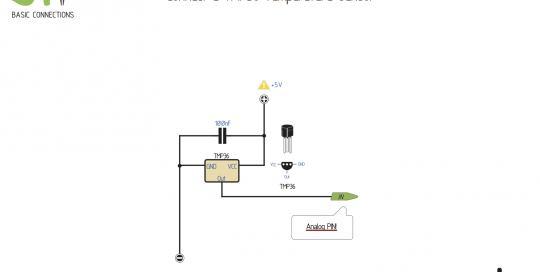 BASIC CONNECTIONS
+5V
100nF
TMP36
GND VCC
Out
VCC GND
Out
TMP36
AN
Analog PIN!